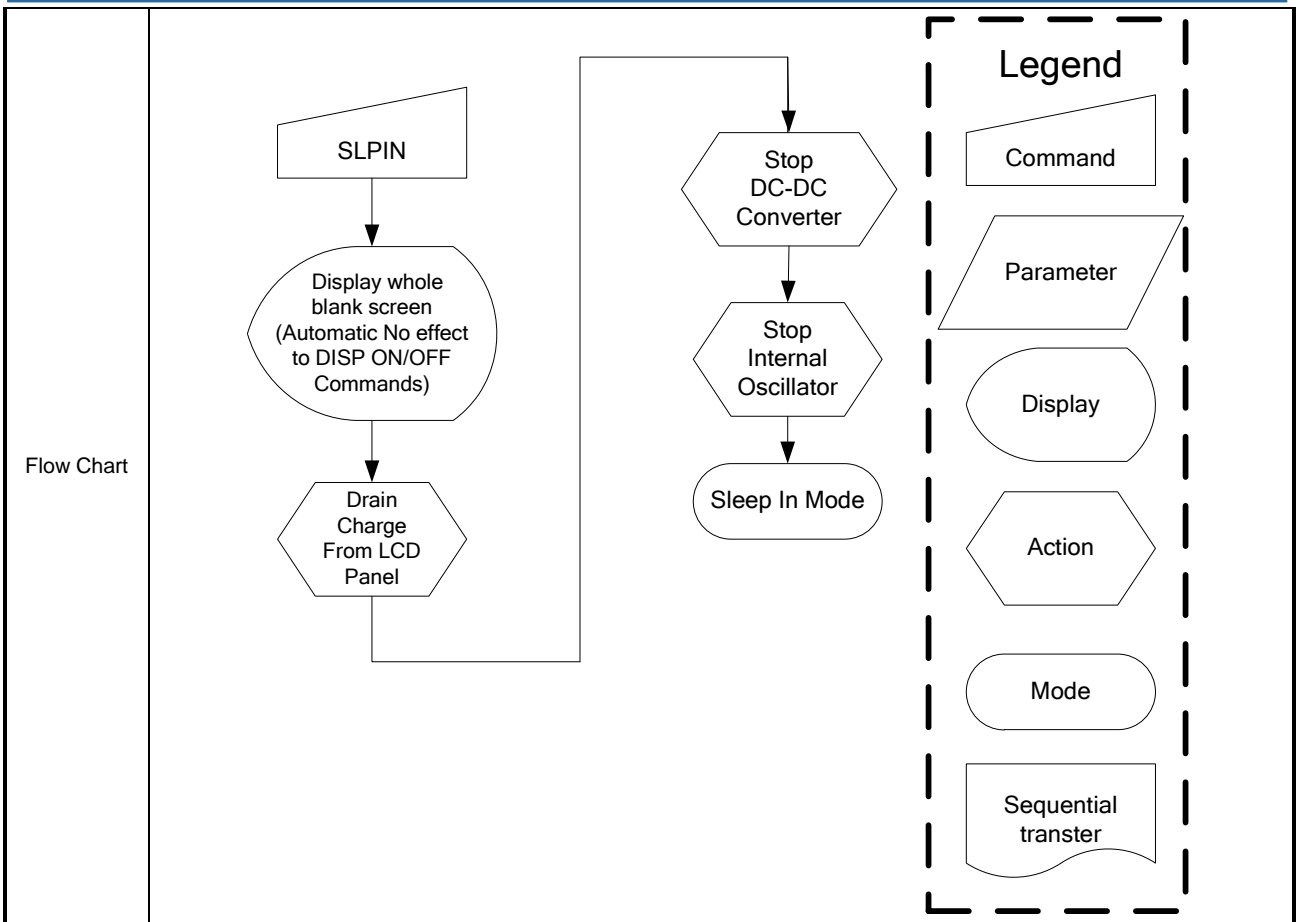 Flow Chart
SLPIN
Display whole
blank screen
(Automatic No effect
to DISP ON/OFF
Commands)
Drain
Charge
From LCD
Panel
Stop
DC-DC
Converter
Stop
Internal
Oscillator
Sleep In Mode
Legend
Command
Parameter
Display
Action
Mode
Sequential
transter